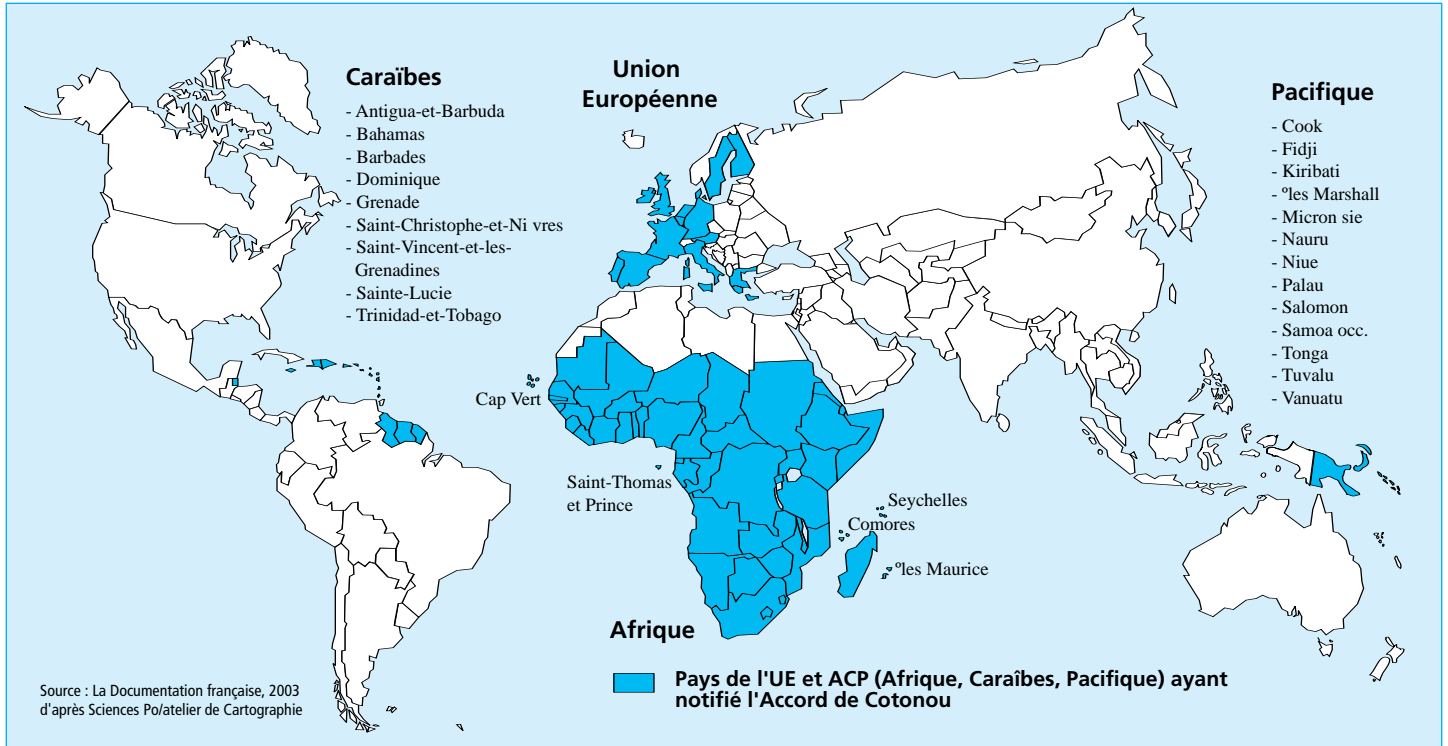 Caraïbes
- Antigua-et-Barbuda
- Bahamas
- Barbades
- Dominique
- Grenade
- Saint-Christophe-et-Ni vres
- Saint-Vincent-et-les-
Grenadines
- Sainte-Lucie
- Trinidad-et-Tobago
Union
Européenne
Pacifique
- Cook
- Fidji
- Kiribati
- ºles Marshall
- Micron sie
- Nauru
- Niue
- Palau
- Salomon
- Samoa occ.
- Tonga
- Tuvalu
- Vanuatu
Cap Vert
Saint-Thomas
et Prince
Seychelles
Comores
ºles Maurice
Afrique
Pays de l'UE et ACP (Afrique, Caraîbes, Pacifique) ayant
notifié l'Accord de Cotonou
Source : La Documentation française, 2003
d'après Sciences Po/atelier de Cartographie